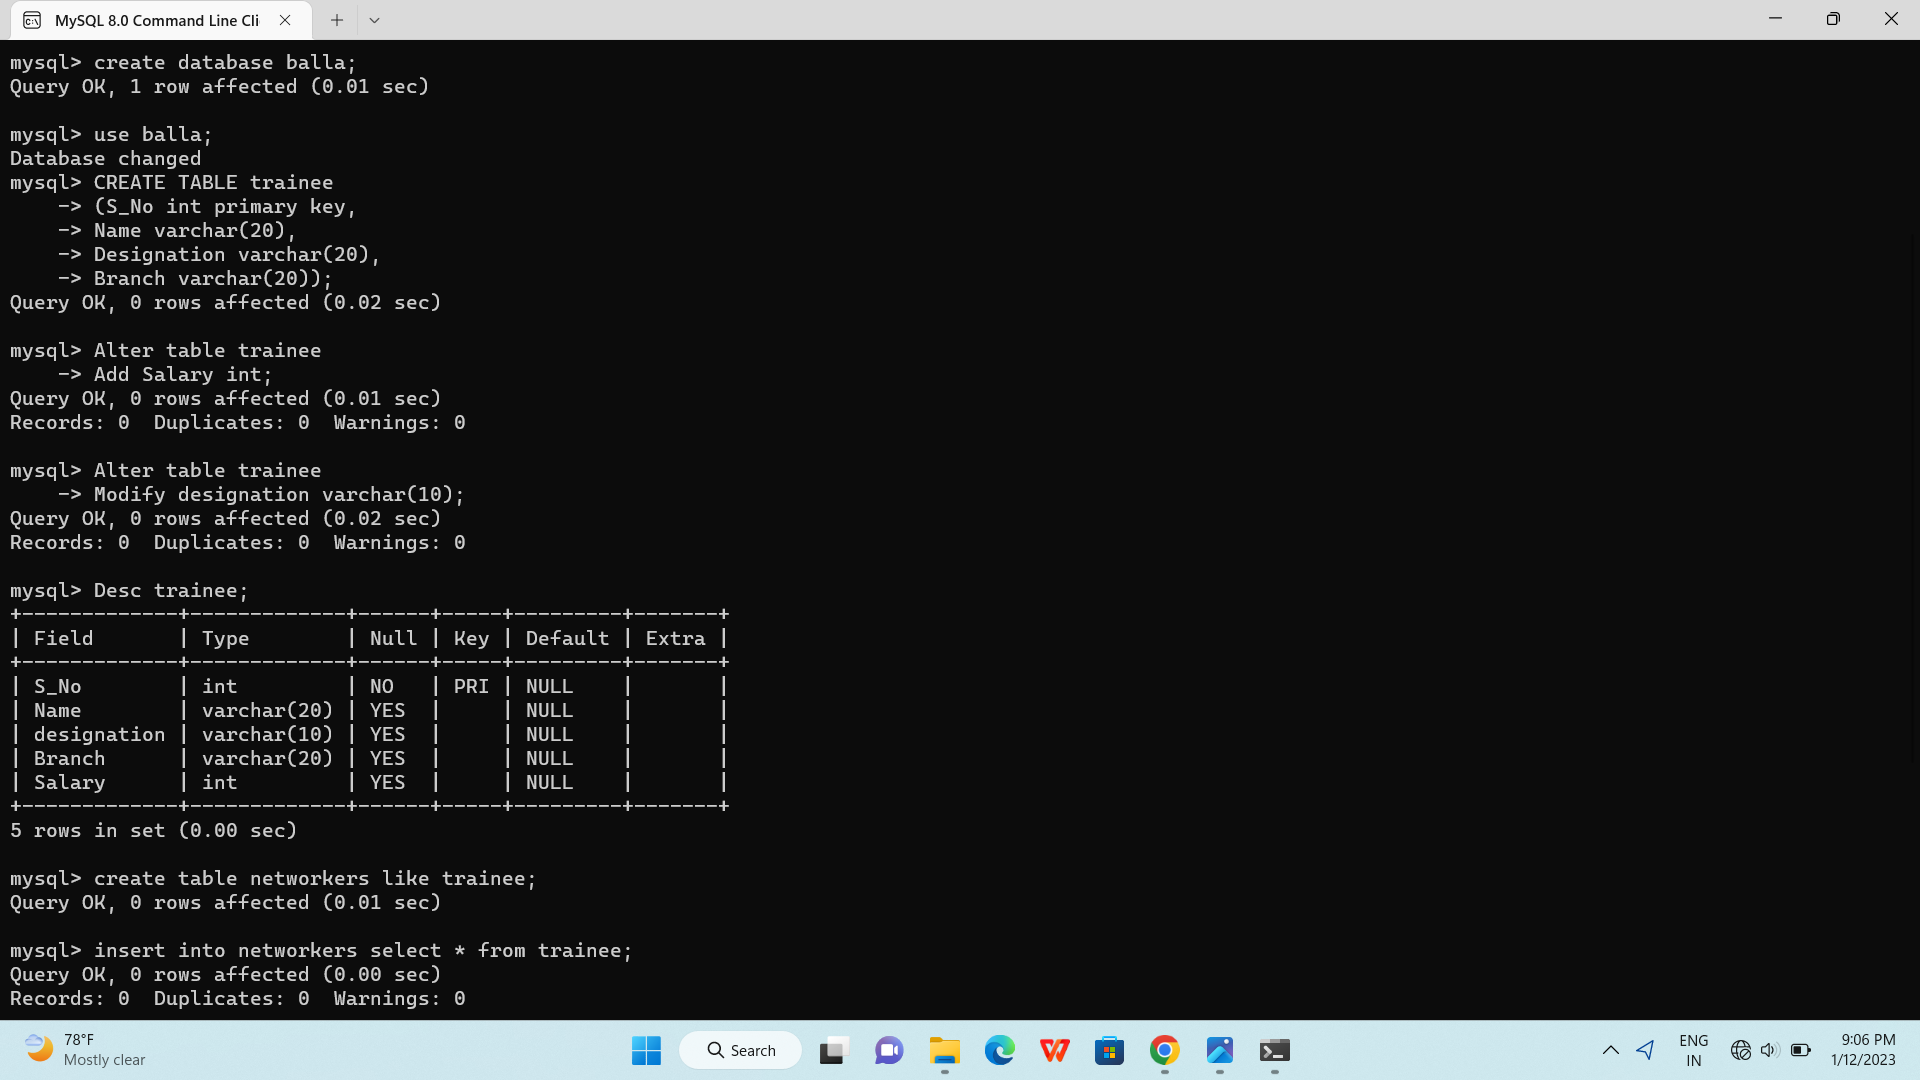 MySQL 8.0 Command Line Cli
mysql> create database balla;
Query OK, 1 row affected (0.01 sec)
mysql> use balla;
Database changed
mysql> CREATE TABLE trainee
    -> (S_No int primary key,
    -> Name varchar(20),
    -> Designation varchar(20),
    -> Branch varchar(20));
Query OK, 0 rows affected (0.02 sec)
mysql> Alter table trainee
    -> Add Salary int;
Query OK, 0 rows affected (0.01 sec)
Records: 0  Duplicates: 0  Warnings: 0
mysql> Alter table trainee
    -> Modify designation varchar(10);
Query OK, 0 rows affected (0.02 sec)
Records: 0  Duplicates: 0  Warnings: 0
mysql> Desc trainee;
+-------------+-------------+------+-----+---------+-------+
| Field       | Type        | Null | Key | Default | Extra |
+-------------+-------------+------+-----+---------+-------+
| S_No        | int         | NO   | PRI | NULL    |       |
| Name        | varchar(20) | YES  |     | NULL    |       |
| designation | varchar(10) | YES  |     | NULL    |       |
| Branch      | varchar(20) | YES  |     | NULL    |       |
| Salary      | int         | YES  |     | NULL    |       |
+-------------+-------------+------+-----+---------+-------+
5 rows in set (0.00 sec)
mysql> create table networkers like trainee;
Query OK, 0 rows affected (0.01 sec)
mysql> insert into networkers select * from trainee;
Query OK, 0 rows affected (0.00 sec)
Records: 0  Duplicates: 0  Warnings: 0
78°F
Mostly clear
Search
ENG
IN
9:06 PM
1/12/2023